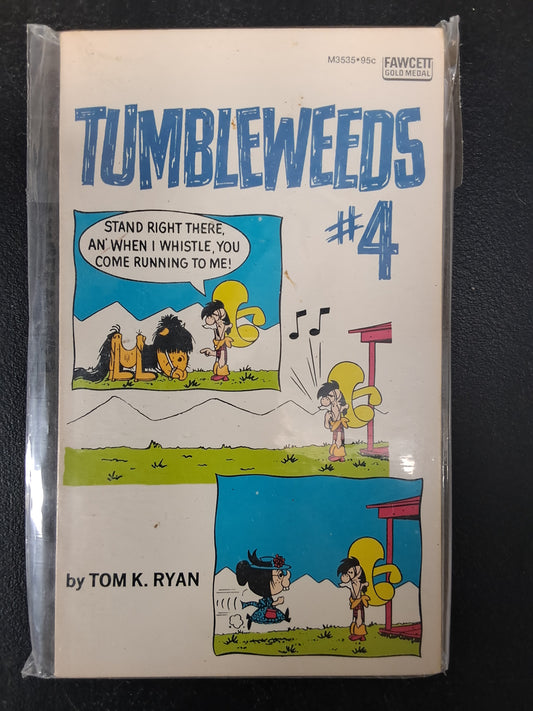 M3535•95c
FAWCETT
GOLD MEDAL
TUMBLEWEEDS
#4
STAND RIGHT THERE,
AN' WHEN I WHISTLE, YOU
COME RUNNING TO ME!
by TOM K. RYAN